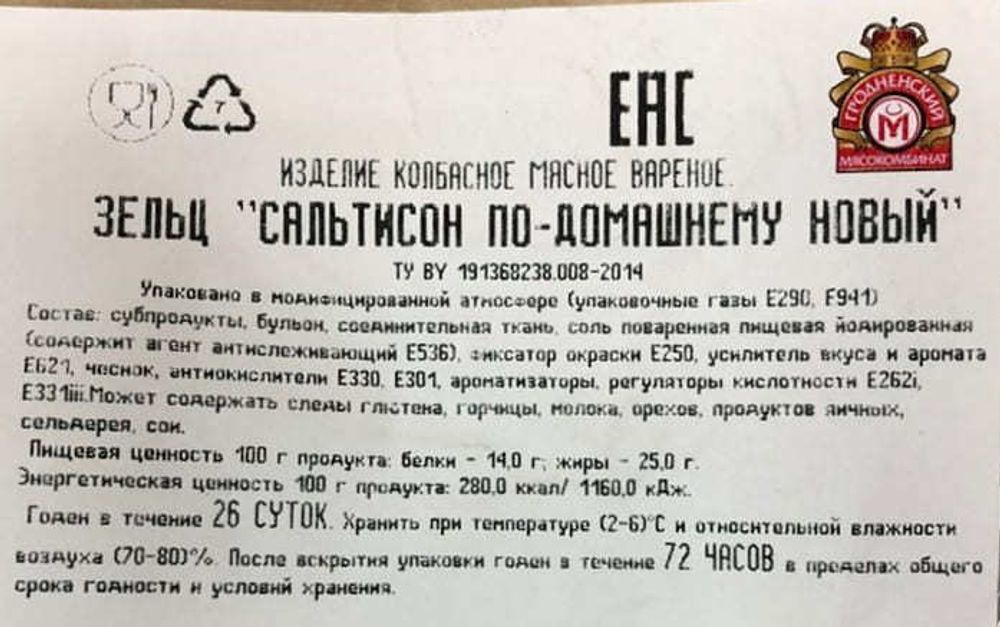 7
ЕАС
ГРОДНЕНСКИЙ
М
МЯСОКОМБИНАТ
ИЗДЕЛИЕ КОЛБАСНОЕ МЯСНОЕ ВАРЕНОЕ.
ЗЕЛЬЦ "САЛЬТИСОН ПО-ДОМАШНЕМУ НОВЫЙ"
ТУ BY 191368238.008-2014
Упаковано в модифицированной атмосфере (упаковочные газы Е290, F941)
Состав: субпродукты, бульон, соединительная ткань, соль поваренная пищевая йодированная
(содержит агент антислеживающий Е536), фиксатор окраски Е250, усилитель вкуса и аромата
Е621, чеснок, антиокислители Е330, Е301, ароматизаторы, регуляторы кислотности Е262i,
Е331iii.Может содержать следы глютена, горчицы, молока, орехов, продуктов яичных,
сельдерея, сои.
Пищевая ценность 100 г продукта: белки - 14,0 г; жиры - 25,0 г.
Энергетическая ценность 100 г продукта: 280,0 ккал/ 1160,0 кДж.
Годен в течение 26 СУТОК. Хранить при температуре (2-6)°С и относительной влажности
воздуха (70-80)%. После вскрытия упаковки годен в течение 72 ЧАСОВ в пределах общего
срока годности и условий хранения.